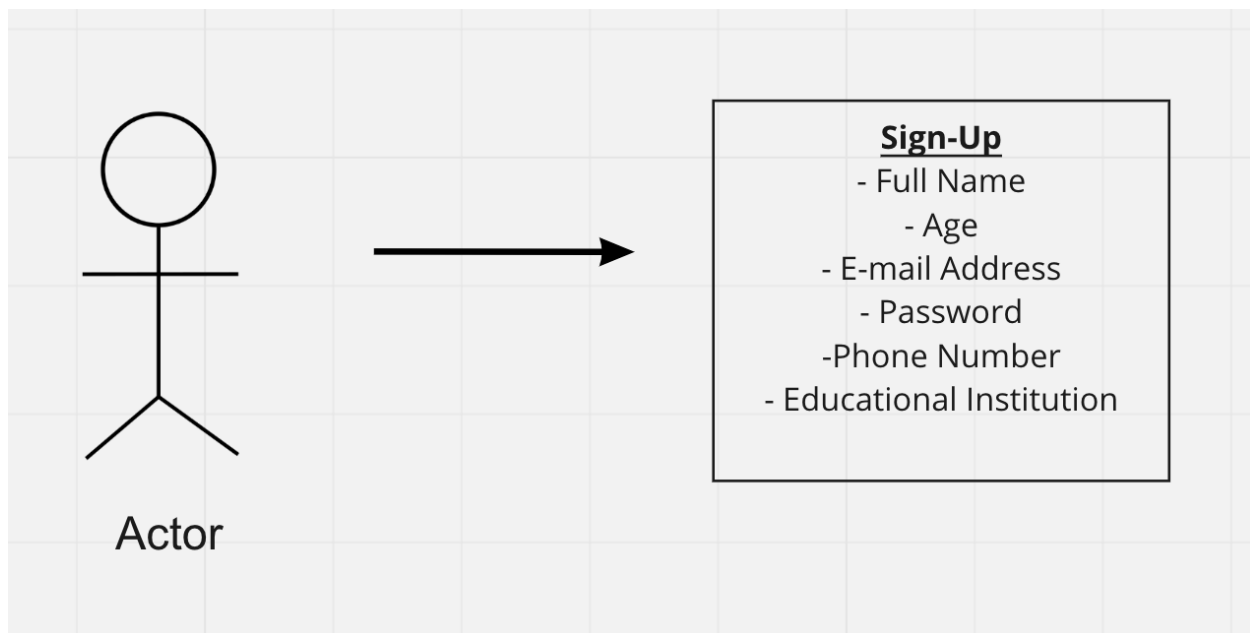 Sign-Up
- Full Name
- Age
- E-mail Address
- Password
-Phone Number
- Educational Institution
Actor